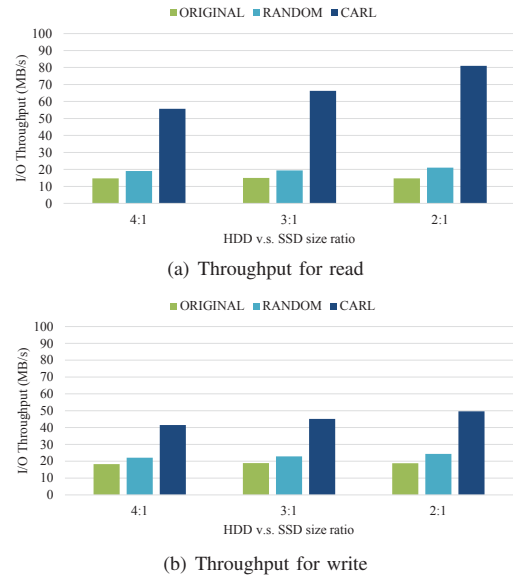 ORIGINAL RANDOM CARL
100
90
80
70
60
50
40
30
20
10
0
I/O Throughput (MB/s)
4:1 3:1 2:1
HDD v.s. SSD size ratio
(a) Throughput for read
ORIGINAL RANDOM CARL
100
90
80
70
60
50
40
30
20
10
0
I/O Throughput (MB/s)
4:1 3:1 2:1
HDD v.s. SSD size ratio
(b) Throughput for write